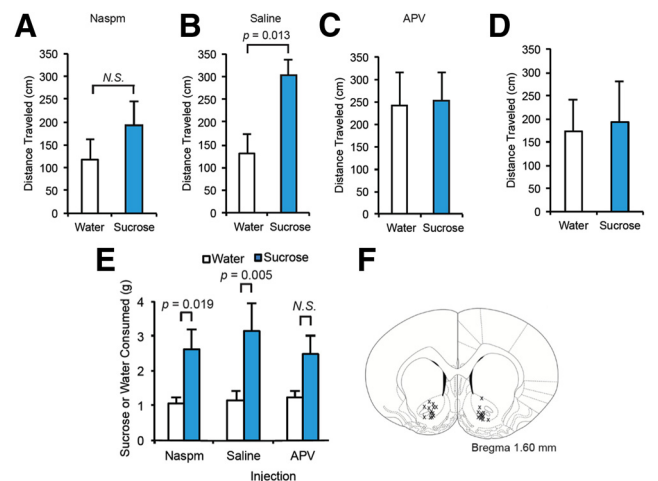 A
Naspm
N.S.
Distance Traveled (cm)
350
300
250
200
150
100
50
0
Water Sucrose
B
Saline
p = 0.013
Distance Traveled (cm)
350
300
250
200
150
100
50
0
Water Sucrose
C
APV
Distance Traveled (cm)
350
300
250
200
150
100
50
0
Water Sucrose
D
Distance Traveled (cm)
350
300
250
200
150
100
50
0
Water Sucrose
E
Water Sucrose
p = 0.019
p = 0.005
N.S.
Sucrose or Water Consumed (g)
4
3
2
1
0
Naspm Saline APV
Injection
F
Bregma 1.60 mm